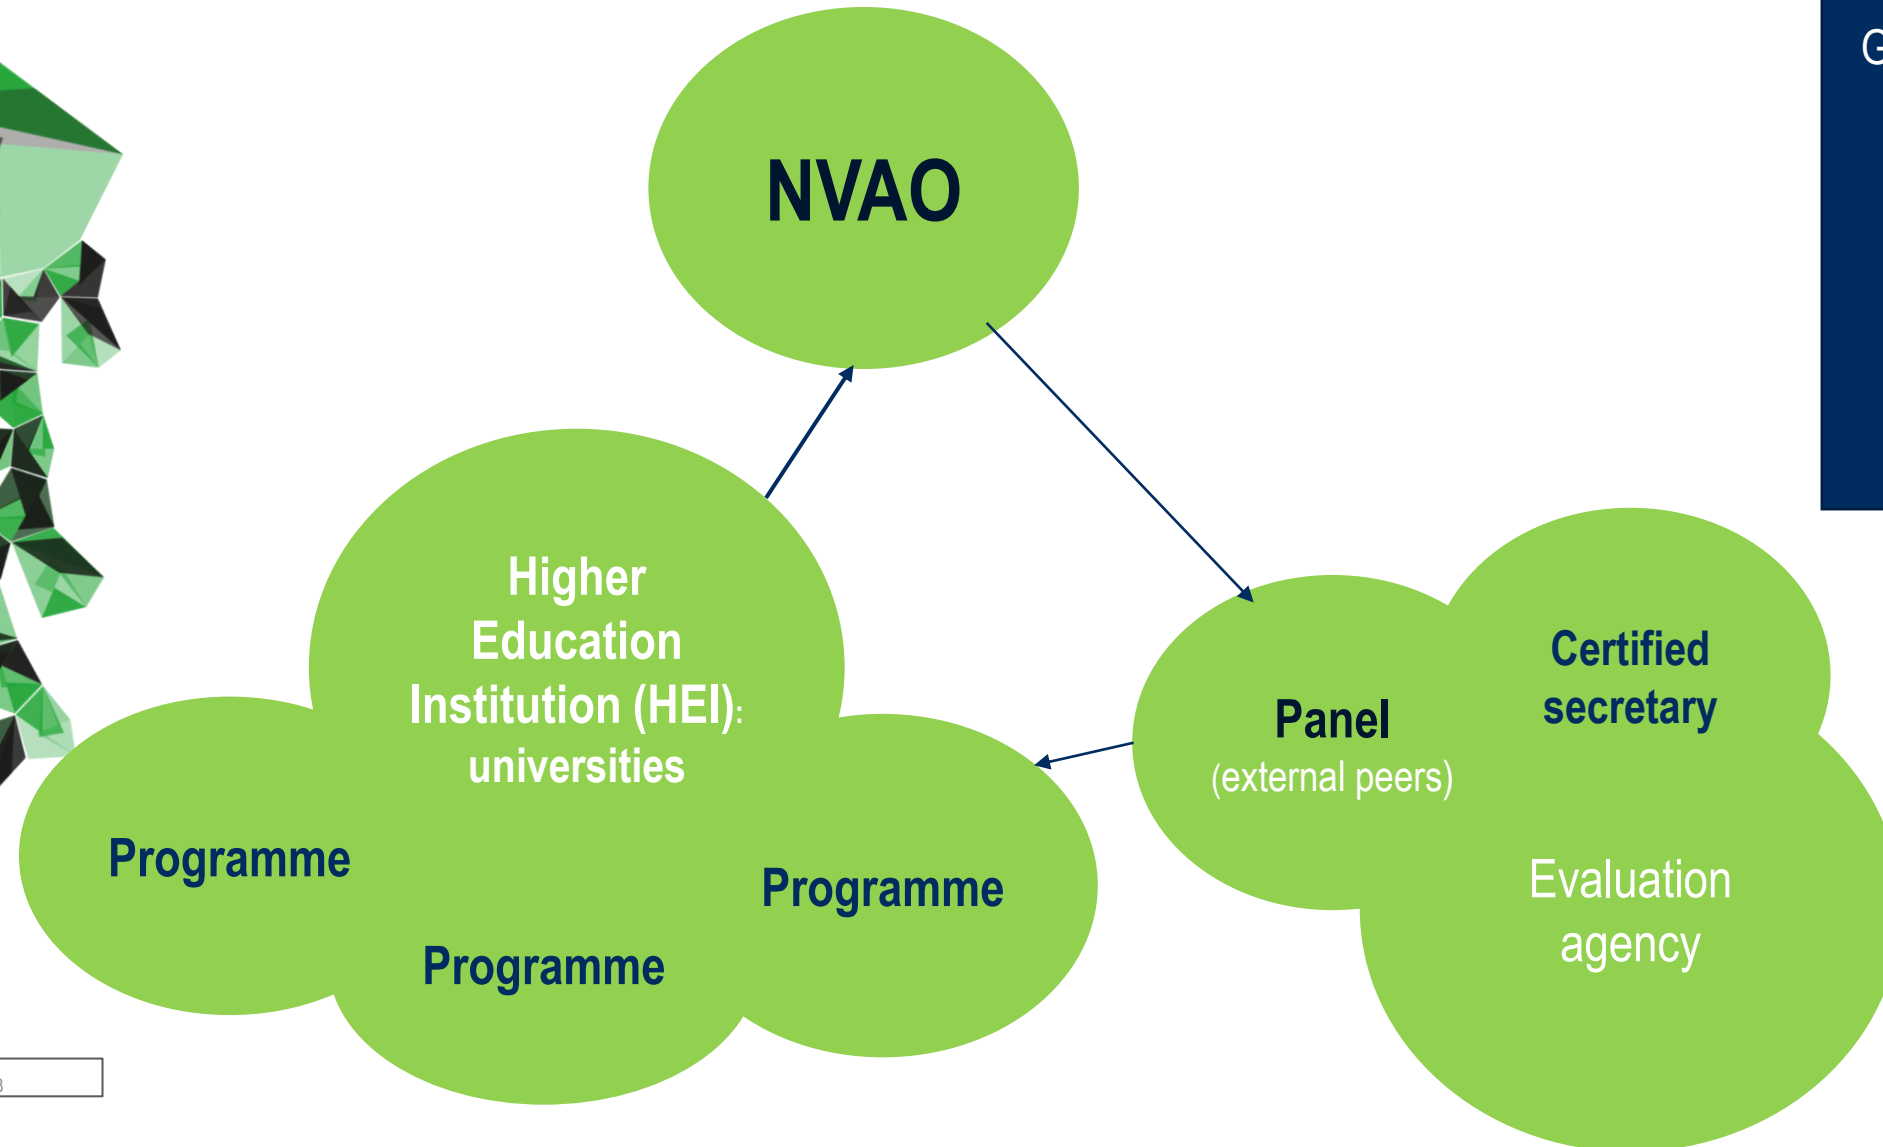 NVAO
Higher
Education
Institution (HEI):
universities
Programme
Programme
Programme
Panel
(external peers)
Certified
secretary
Evaluation
agency